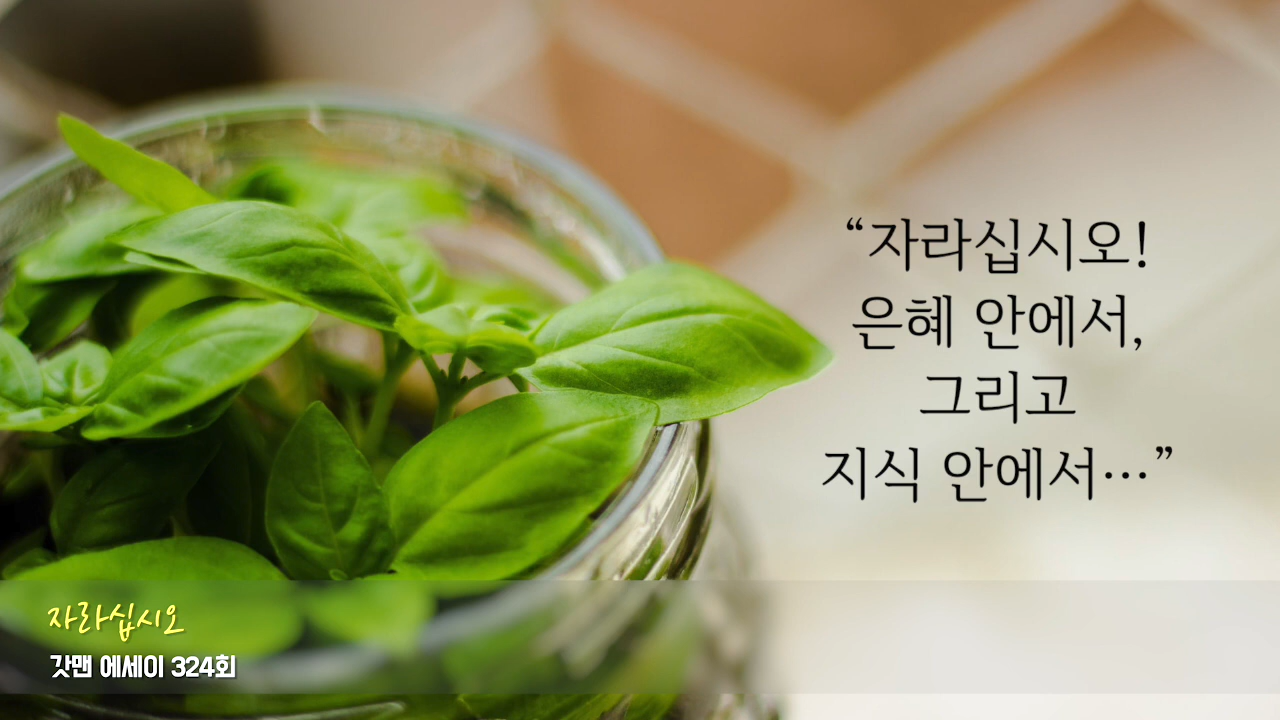 “자라십시오!
은혜 안에서,
그리고
지식 안에서…”
자라십시오
갓맨 에세이 324회